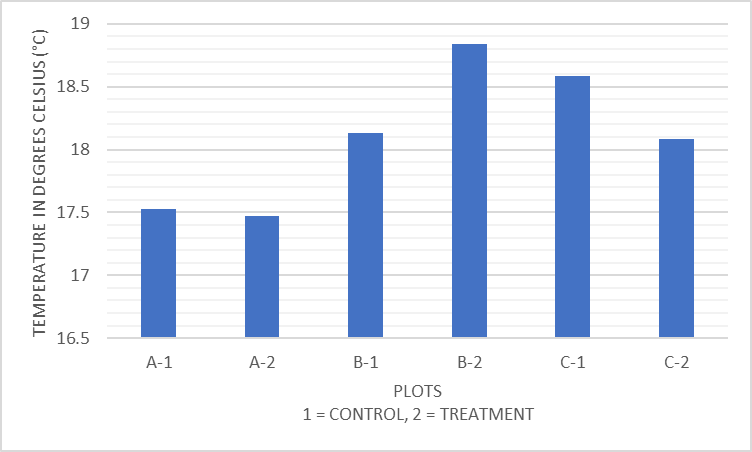 TEMPERATURE IN DEGREES CELSIUS (°C)
19
18.5
18
17.5
17
16.5
A-1 A-2 B-1 B-2 C-1 C-2
PLOTS
1 = CONTROL, 2 = TREATMENT